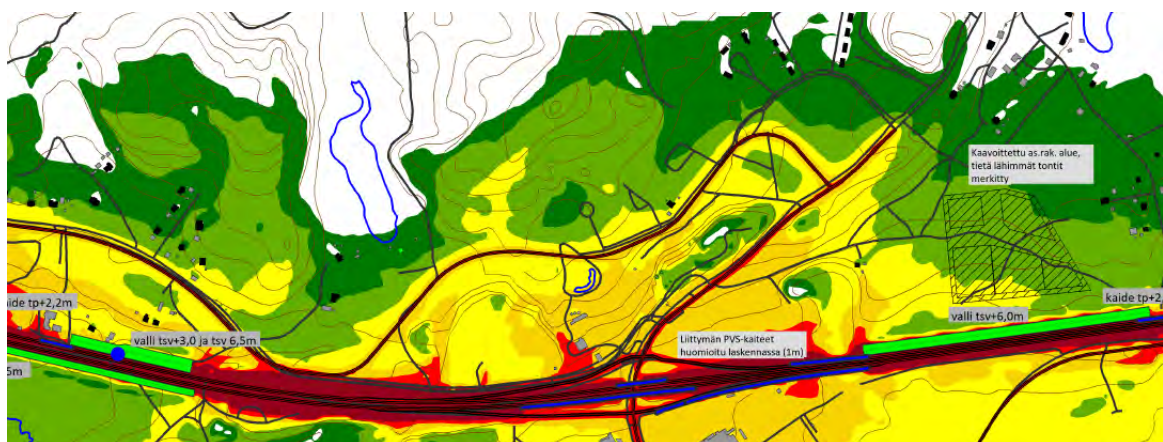 Kaavoitettu as.rak. alue,
tietä lähimmät tontit
merkitty
aide tp+2,2m
kaide tp+2,
valli tsv+6,0m
valli tsv+3,0 ja tsv 6,5m
Liittymän PVS-kaiteet
huomioitu laskennassa (1m)
5m